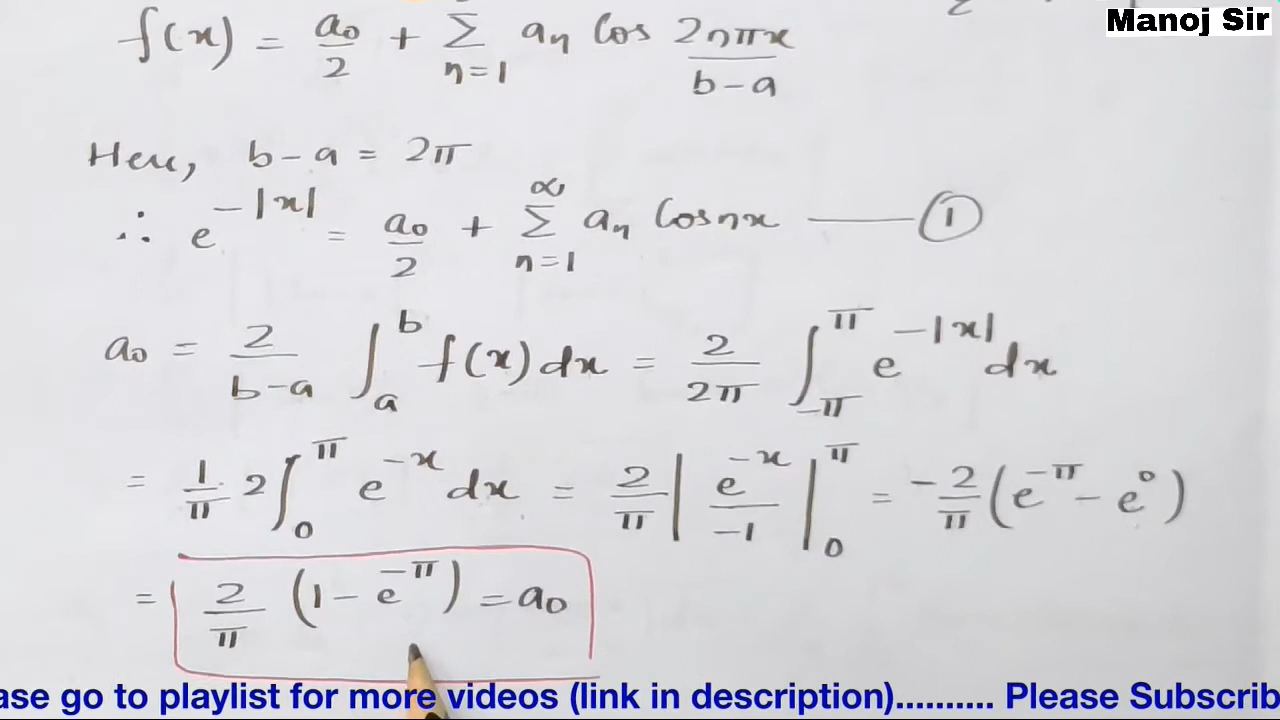 Manoj Sir
f(x) = a₀/2 + Σ n=1 aₙ cos 2nπx/(b-a)
Here, b-a = 2π
∴ e^(-|x|) = a₀/2 + Σ_(n=1)^∞ aₙ cos nx —— ①
a₀ = 2/(b-a) ∫_a^b f(x) dx = 2/(2π) ∫_(-π)^π e^(-|x|) dx
= 1/π · 2 ∫_0^π e^(-x) dx = 2/π | e^(-x)/(-1) |_0^π = -2/π (e^(-π) - e^0)
= 2/π (1 - e^(-π)) = a₀
ase go to playlist for more videos (link in description).......... Please Subscrib